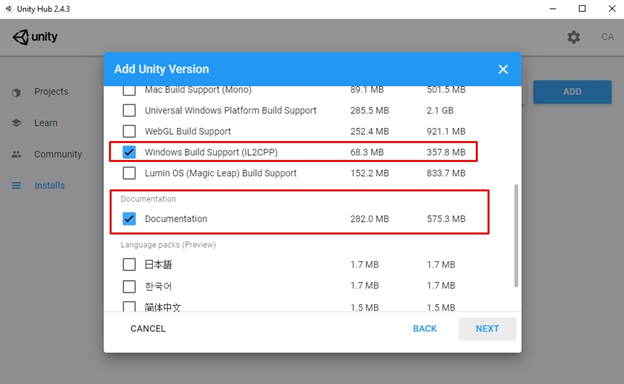 Unity Hub 2.4.3
unity
CA
Projects
Learn
Community
Installs
ADD
Add Unity Version
Mac Build Support (Mono) 89.1 MB 501.5 MB
Universal Windows Platform Build Support 285.5 MB 2.1 GB
WebGL Build Support 252.4 MB 921.1 MB
Windows Build Support (IL2CPP) 68.3 MB 357.8 MB
Lumin OS (Magic Leap) Build Support 152.2 MB 833.7 MB
Documentation
Documentation 282.0 MB 575.3 MB
Language packs (Preview)
日本語 1.7 MB 1.7 MB
한국어 1.7 MB 1.7 MB
简体中文 1.5 MB 1.5 MB
CANCEL BACK NEXT